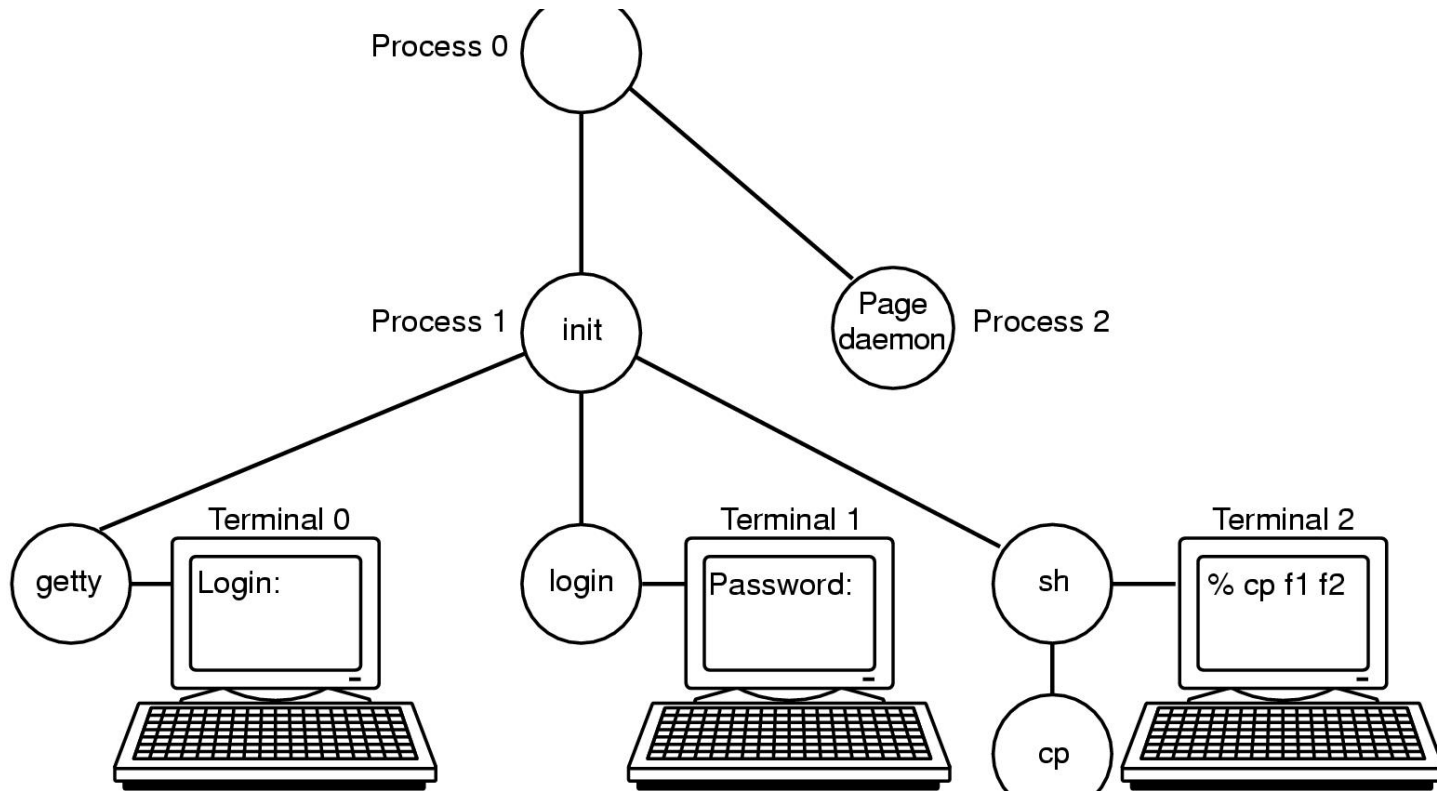 Process 0
Process 1
init
Page
daemon
Process 2
Terminal 0
Terminal 1
Terminal 2
getty
Login:
login
Password:
sh
% cp f1 f2
cp